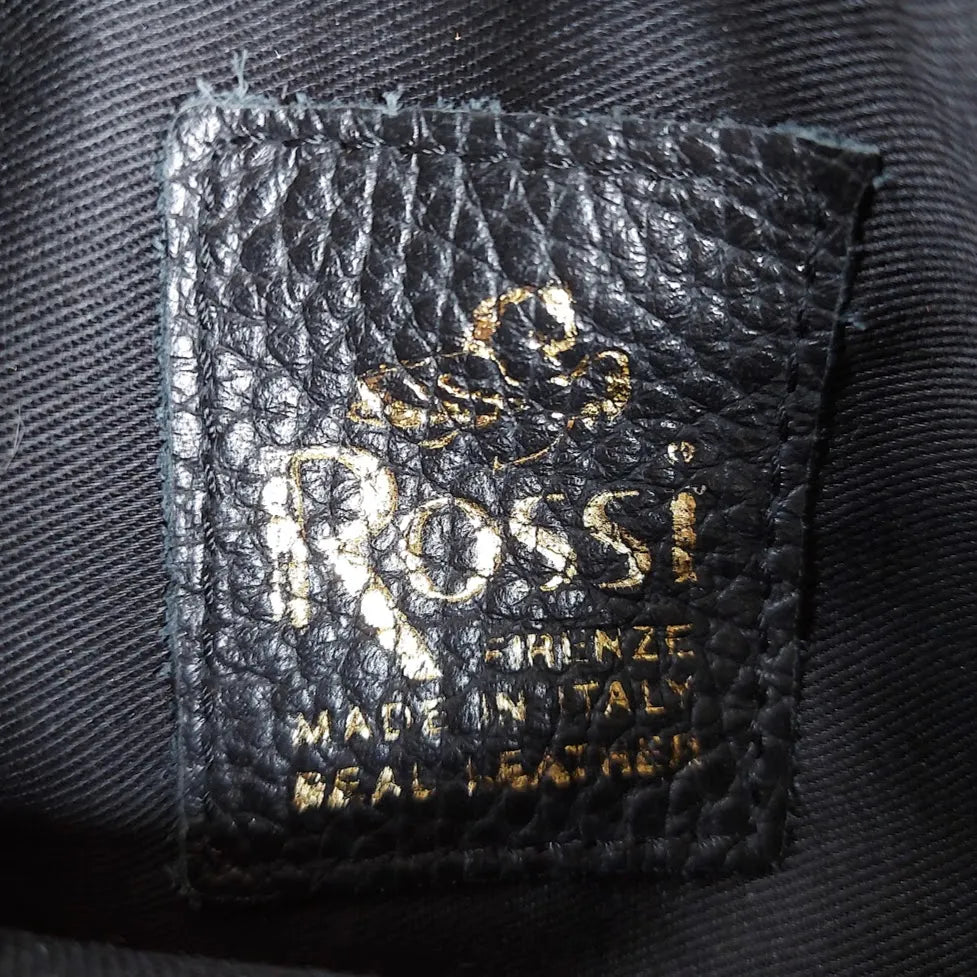 Rossi
FIRENZE
MADE IN ITALY
REAL LEATHER